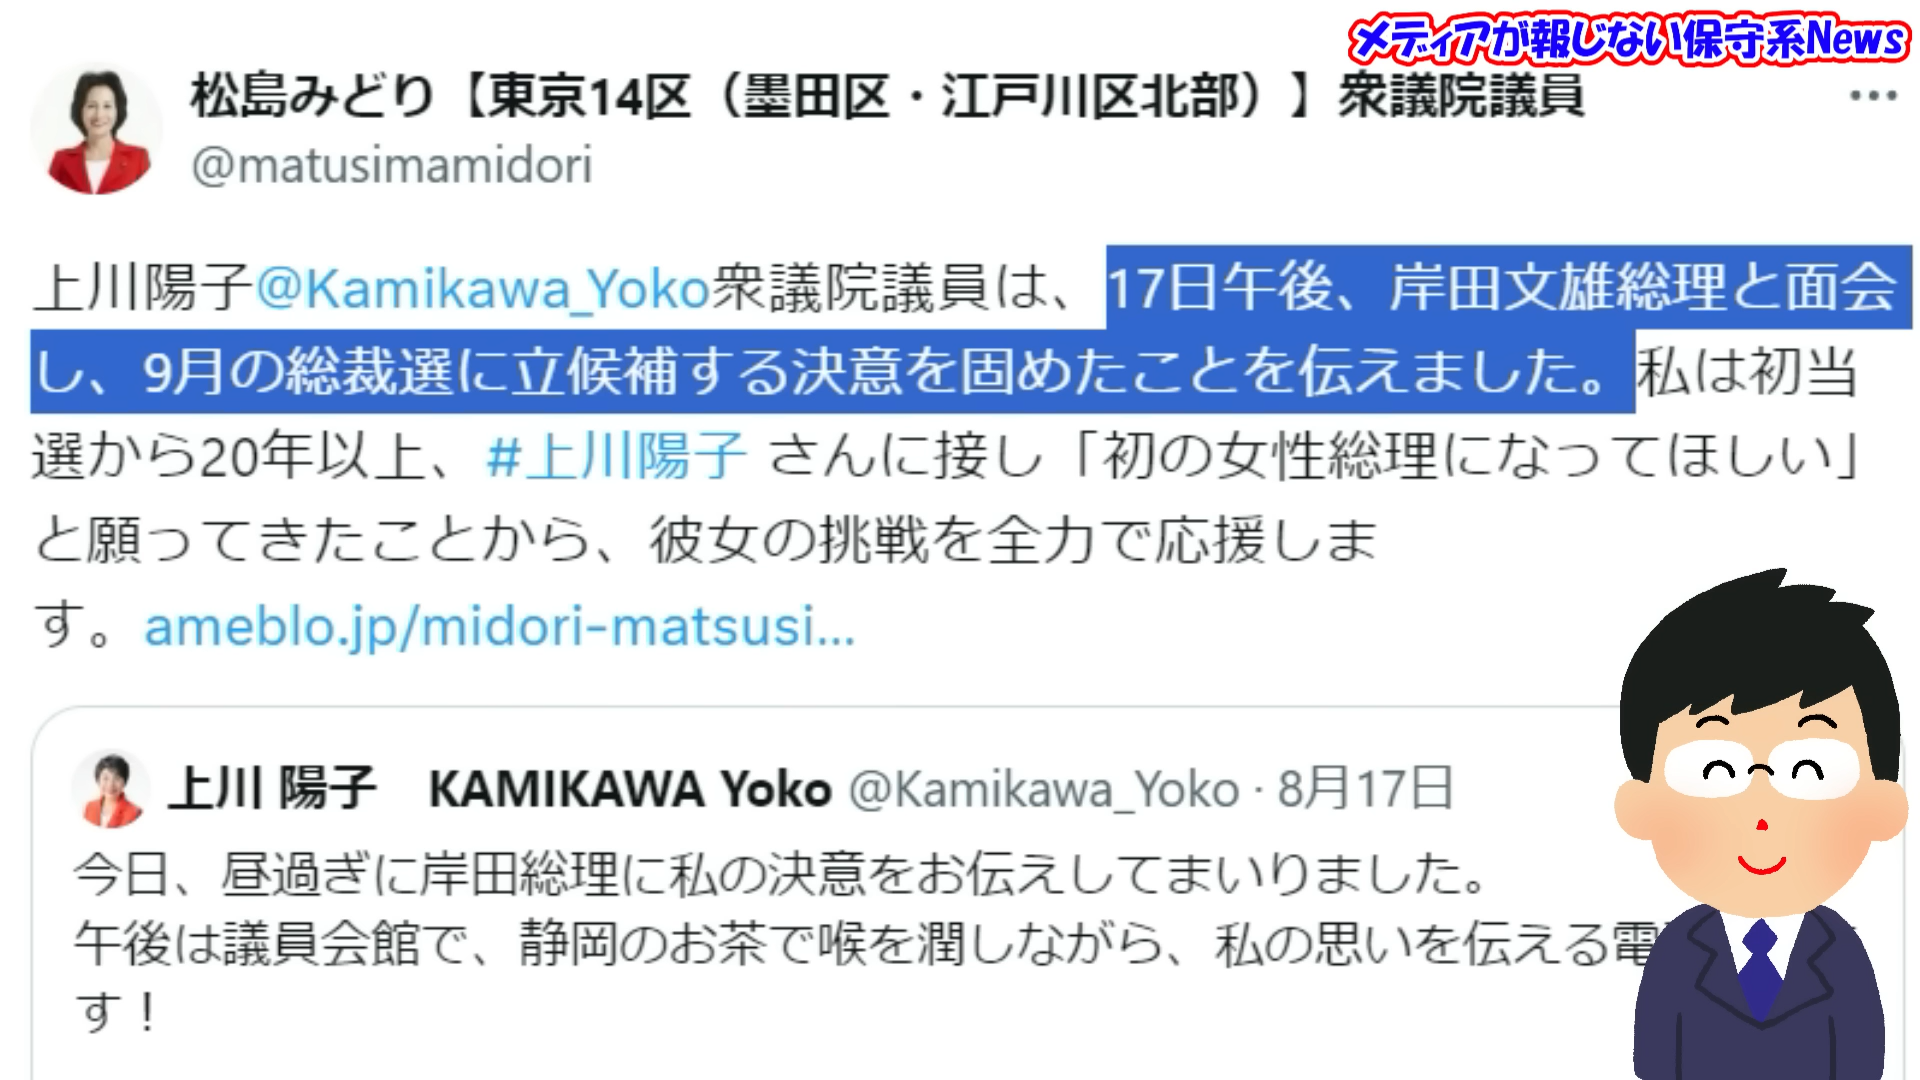 メディアが報じない保守系News
松島みどり【東京14区（墨田区・江戸川区北部）】衆議院議員
@matusimamidori
上川陽子@Kamikawa_Yoko衆議院議員は、17日午後、岸田文雄総理と面会
し、9月の総裁選に立候補する決意を固めたことを伝えました。私は初当
選から20年以上、#上川陽子 さんに接し「初の女性総理になってほしい」
と願ってきたことから、彼女の挑戦を全力で応援しま
す。ameblo.jp/midori-matsusi...
上川 陽子　KAMIKAWA Yoko @Kamikawa_Yoko · 8月17日
今日、昼過ぎに岸田総理に私の決意をお伝えしてまいりました。
午後は議員会館で、静岡のお茶で喉を潤しながら、私の思いを伝える
す！